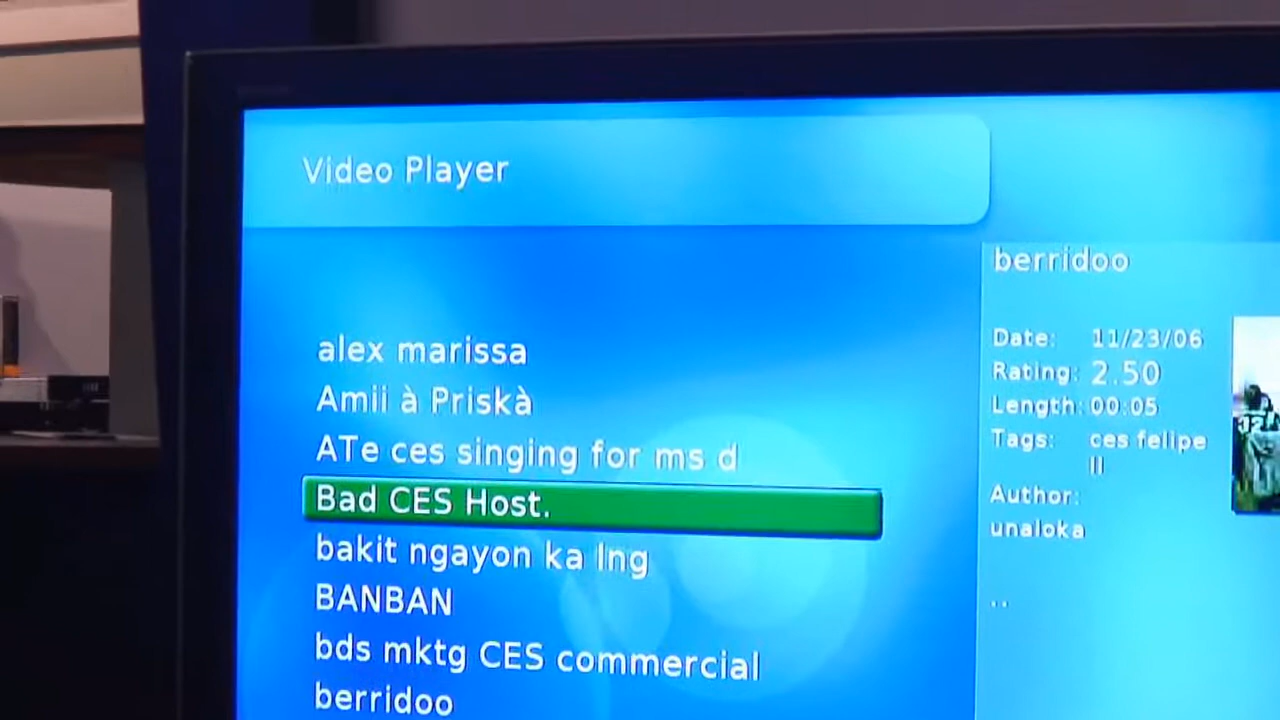 Video Player
alex marissa
Amii à Priskà
ATe ces singing for ms d
Bad CES Host.
bakit ngayon ka lng
BANBAN
bds mktg CES commercial
berridoo
berridoo
Date: 11/23/06
Rating: 2.50
Length: 00:05
Tags: ces felipe
II
Author:
unaloka
..